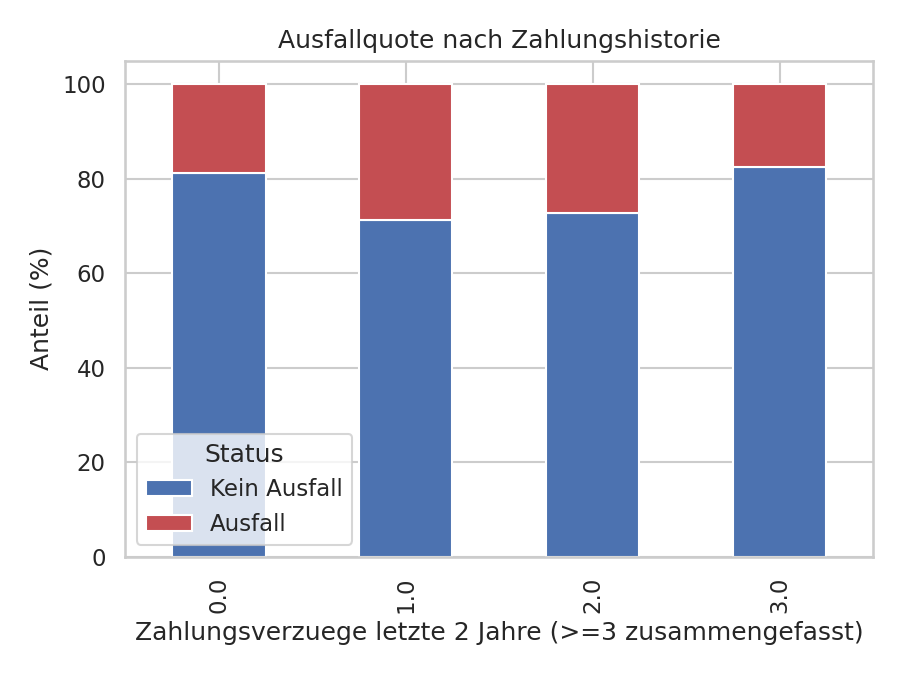 Ausfallquote nach Zahlungshistorie
Anteil (%)
100
80
60
40
20
0
Status
Kein Ausfall
Ausfall
0.0
1.0
2.0
3.0
Zahlungsverzuege letzte 2 Jahre (>=3 zusammengefasst)